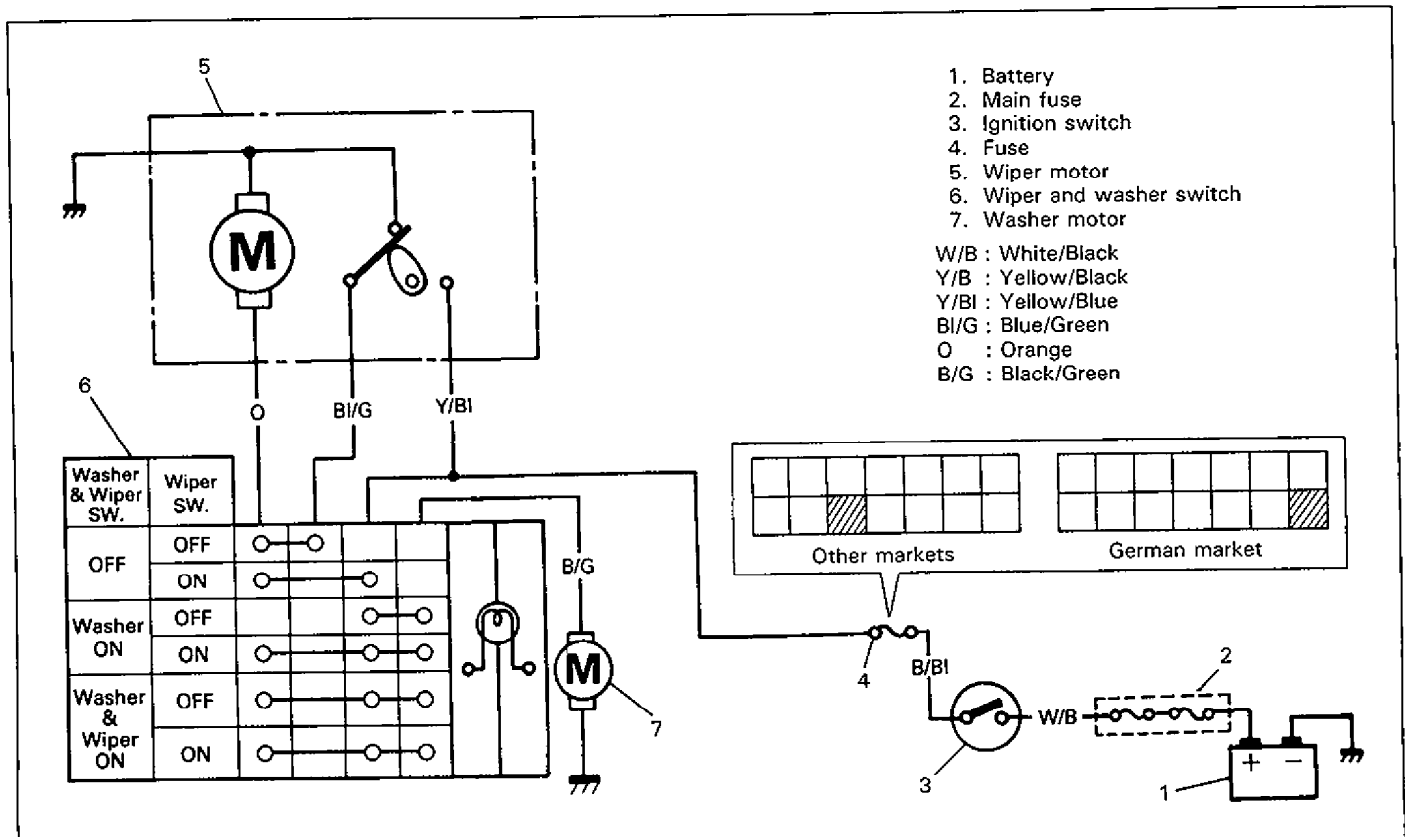 5
1. Battery
2. Main fuse
3. Ignition switch
4. Fuse
5. Wiper motor
6. Wiper and washer switch
7. Washer motor
W/B : White/Black
Y/B : Yellow/Black
Y/Bl : Yellow/Blue
Bl/G : Blue/Green
O : Orange
B/G : Black/Green
M
6
O
Bl/G
Y/Bl
Washer & Wiper SW.
Wiper SW.
OFF
OFF
ON
Washer ON
OFF
ON
Washer & Wiper ON
OFF
ON
B/G
M
7
Other markets
German market
4
B/Bl
3
W/B
2
+ −
1